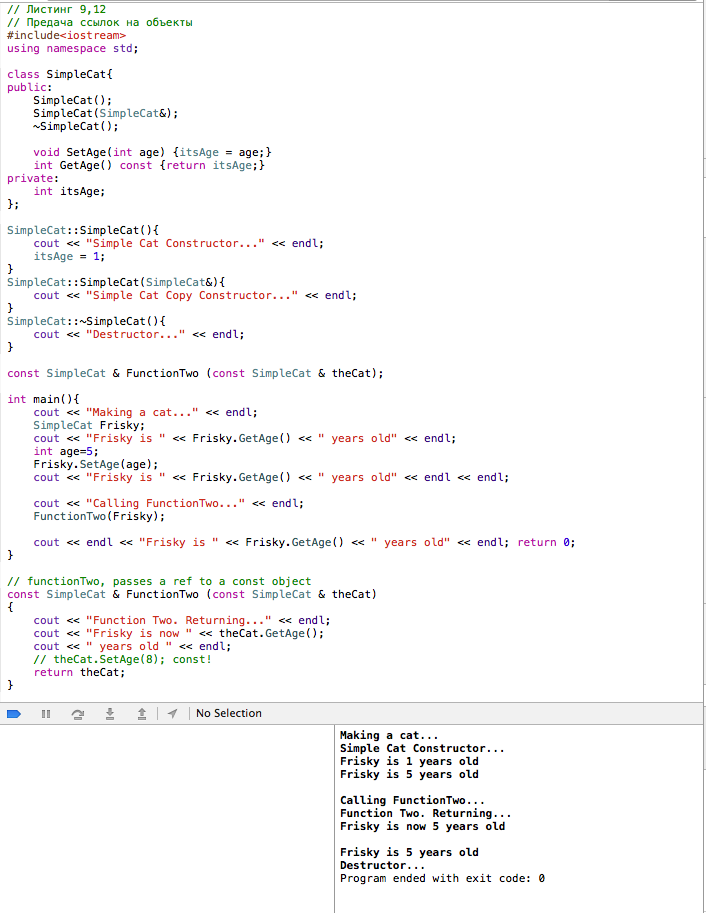 // Листинг 9,12
// Предача ссылок на объекты
#include<iostream>
using namespace std;

class SimpleCat{
public:
    SimpleCat();
    SimpleCat(SimpleCat&);
    ~SimpleCat();

    void SetAge(int age) {itsAge = age;}
    int GetAge() const {return itsAge;}
private:
    int itsAge;
};

SimpleCat::SimpleCat(){
    cout << "Simple Cat Constructor..." << endl;
    itsAge = 1;
}
SimpleCat::SimpleCat(SimpleCat&){
    cout << "Simple Cat Copy Constructor..." << endl;
}
SimpleCat::~SimpleCat(){
    cout << "Destructor..." << endl;
}

const SimpleCat & FunctionTwo (const SimpleCat & theCat);

int main(){
    cout << "Making a cat..." << endl;
    SimpleCat Frisky;
    cout << "Frisky is " << Frisky.GetAge() << " years old" << endl;
    int age=5;
    Frisky.SetAge(age);
    cout << "Frisky is " << Frisky.GetAge() << " years old" << endl << endl;

    cout << "Calling FunctionTwo..." << endl;
    FunctionTwo(Frisky);

    cout << endl << "Frisky is " << Frisky.GetAge() << " years old" << endl; return 0;
}

// functionTwo, passes a ref to a const object
const SimpleCat & FunctionTwo (const SimpleCat & theCat)
{
    cout << "Function Two. Returning..." << endl;
    cout << "Frisky is now " << theCat.GetAge();
    cout << " years old " << endl;
    // theCat.SetAge(8); const!
    return theCat;
}
No Selection
Making a cat...
Simple Cat Constructor...
Frisky is 1 years old
Frisky is 5 years old

Calling FunctionTwo...
Function Two. Returning...
Frisky is now 5 years old

Frisky is 5 years old
Destructor...
Program ended with exit code: 0